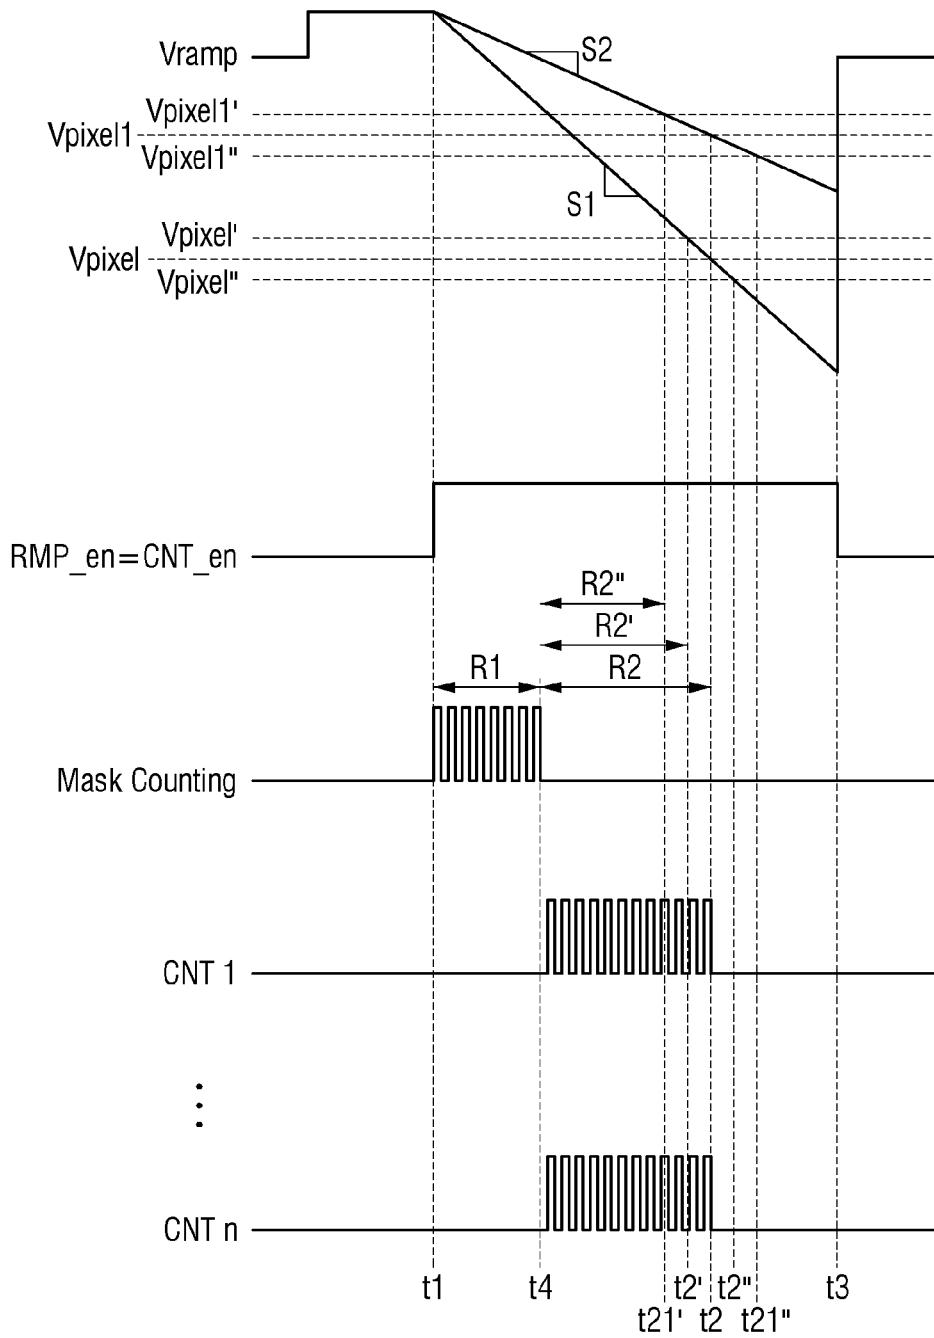 Vramp
S2
Vpixel1'
Vpixel1
Vpixel1"
S1
Vpixel'
Vpixel
Vpixel"
RMP_en=CNT_en
R2"
R2'
R1
R2
Mask Counting
CNT 1
CNT n
t1
t4
t2'
t2"
t3
t21'
t2
t21"